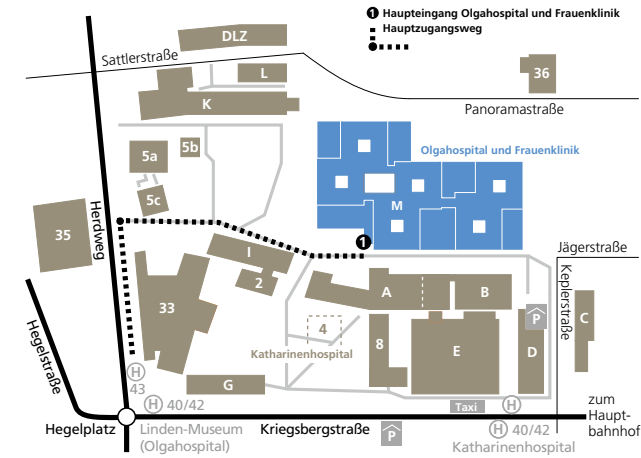 1 Haupteingang Olgahospital und Frauenklinik
Hauptzugangsweg
DLZ
Sattlerstraße
L
36
K
Panoramastraße
5b
5a
Olgahospital und Frauenklinik
5c
M
Herdweg
35
1
I
Jägerstraße
2
33
A
B
Keplerstraße
C
P
4
Hegelstraße
Katharinenhospital
8
E
D
H
43
G
H 40/42
Taxi
H
zum
Haupt-
bahnhof
Hegelplatz
Linden-Museum
(Olgahospital)
Kriegsbergstraße
P
H 40/42
Katharinenhospital